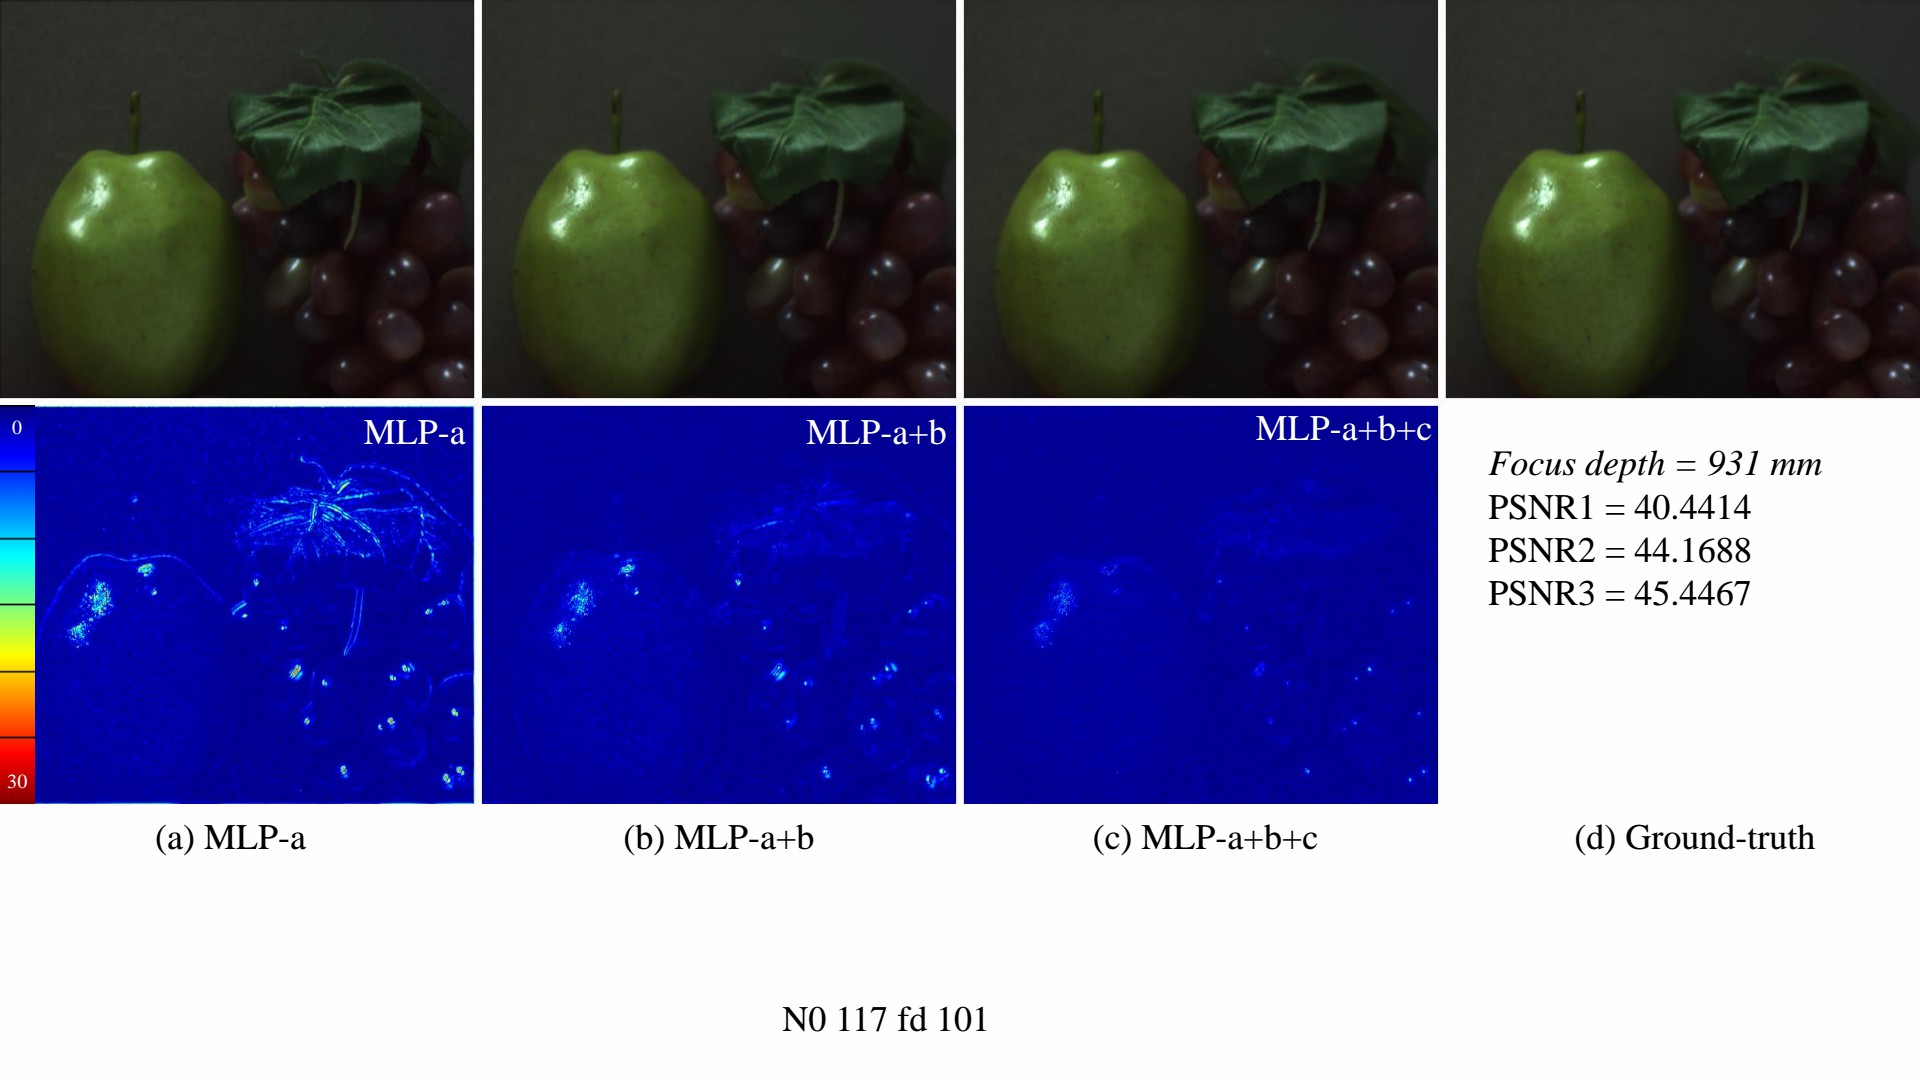 0
30
MLP-a
MLP-a+b
MLP-a+b+c
Focus depth = 931 mm
PSNR1 = 40.4414
PSNR2 = 44.1688
PSNR3 = 45.4467
(a) MLP-a
(b) MLP-a+b
(c) MLP-a+b+c
(d) Ground-truth
N0 117 fd 101